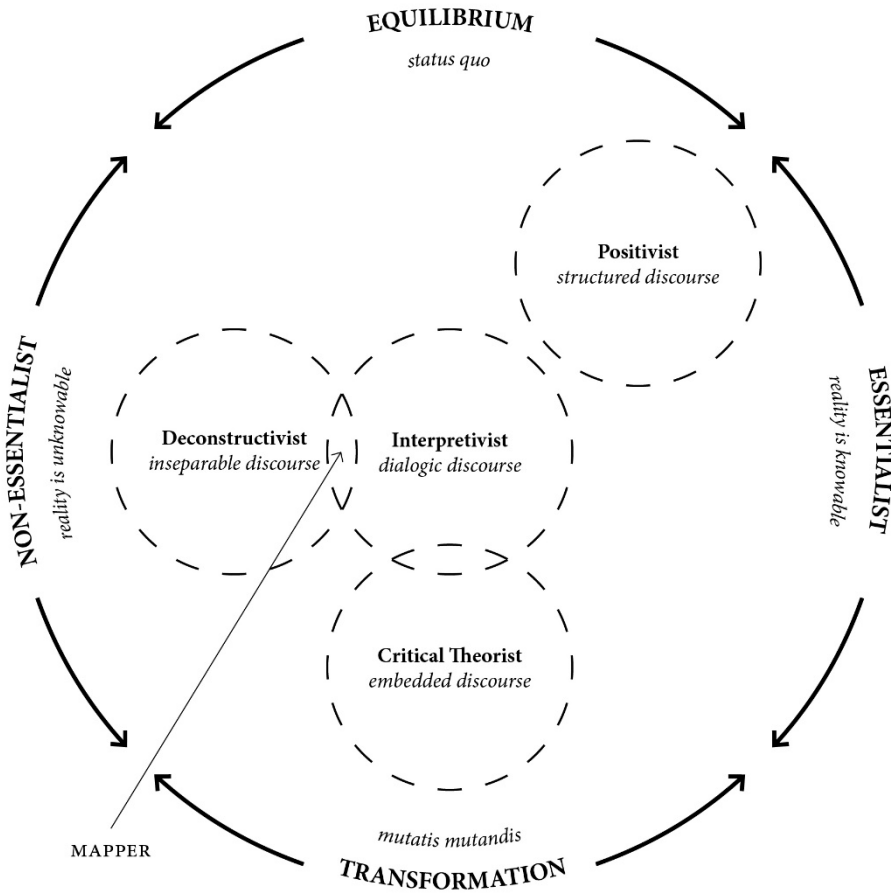 EQUILIBRIUM
status quo
Positivist
structured discourse
NON-ESSENTIALIST
reality is unknowable
Deconstructivist
inseparable discourse
Interpretivist
dialogic discourse
reality is knowable
ESSENTIALIST
Critical Theorist
embedded discourse
MAPPER
mutatis mutandis
TRANSFORMATION